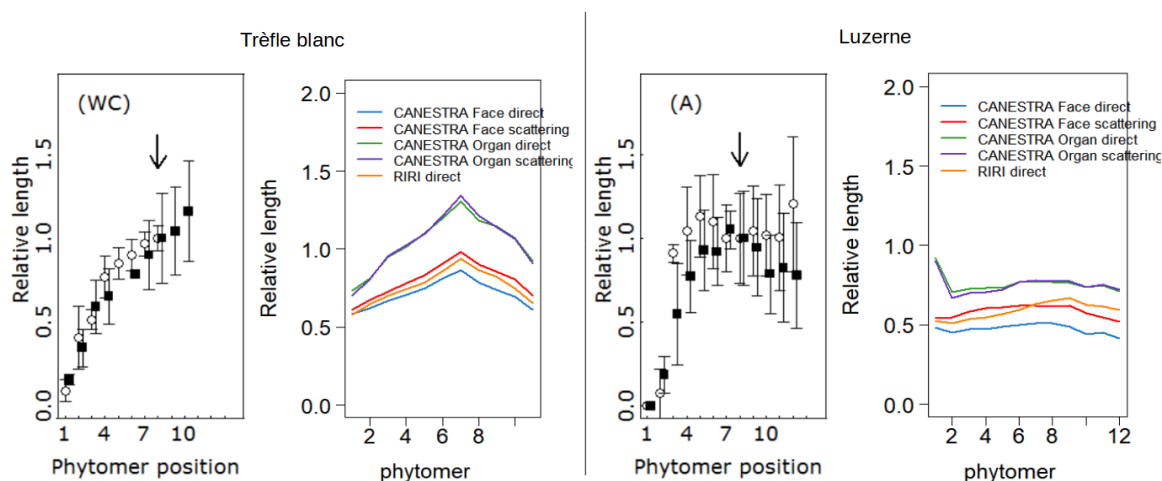 Trèfle blanc
(WC)
Relative length
0.0 0.5 1.0 1.5
1 4 7 10
Phytomer position
Relative length
2.0
1.5
1.0
0.5
0.0
CANESTRA Face direct
CANESTRA Face scattering
CANESTRA Organ direct
CANESTRA Organ scattering
RIRI direct
2 4 6 8
phytomer
Luzerne
(A)
Relative length
0.0 0.5 1.0 1.5
1 4 7 10
Phytomer position
Relative length
2.0
1.5
1.0
0.5
0.0
CANESTRA Face direct
CANESTRA Face scattering
CANESTRA Organ direct
CANESTRA Organ scattering
RIRI direct
2 4 6 8 12
phytomer